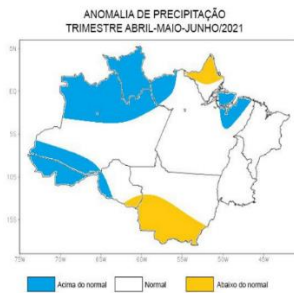 ANOMALIA DE PRECIPITAÇÃO
TRIMESTRE ABRIL-MAIO-JUNHO/2021
5N
EQ
5S
10S
15S
70W 65W 60W 55W 50W 45W
Acima do normal Normal Abaixo do normal